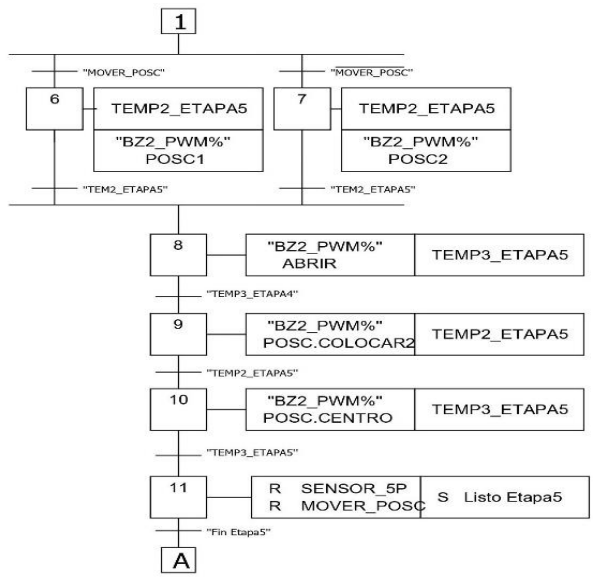 1
"MOVER_POSC" "MOVER_POSC"
6 TEMP2_ETAPA5 7 TEMP2_ETAPA5
"BZ2_PWM%" "BZ2_PWM%"
POSC1 POSC2
"TEM2_ETAPA5" "TEM2_ETAPA5"
8 "BZ2_PWM%" TEMP3_ETAPA5
ABRIR
"TEMP3_ETAPA4"
9 "BZ2_PWM%" TEMP2_ETAPA5
POSC.COLOCAR2
"TEMP2_ETAPA5"
10 "BZ2_PWM%" TEMP3_ETAPA5
POSC.CENTRO
"TEMP3_ETAPA5"
11 R SENSOR_5P S Listo Etapa5
R MOVER_POSC
"Fin Etapa5"
A